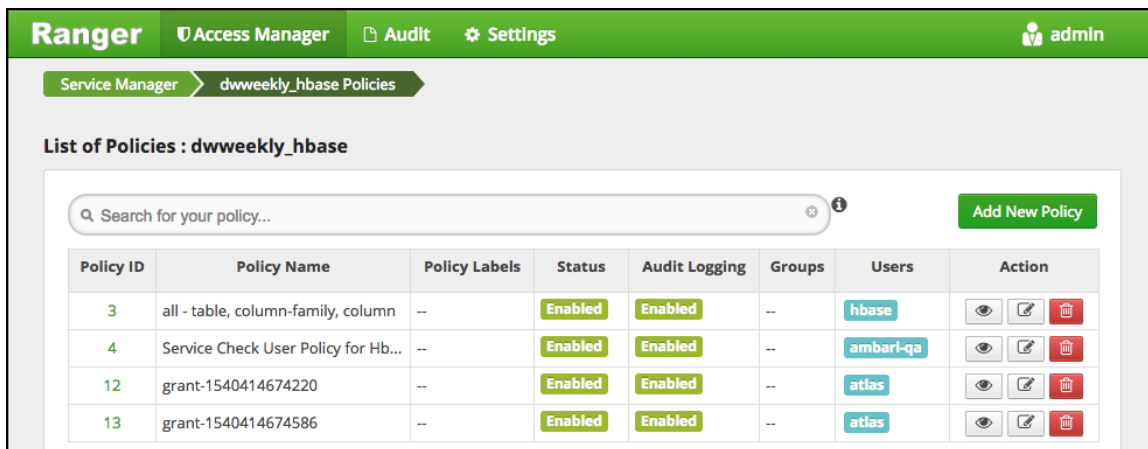 Ranger Access Manager Audit Settings admin
Service Manager dwweekly_hbase Policies
List of Policies : dwweekly_hbase
Search for your policy... Add New Policy
Policy ID Policy Name Policy Labels Status Audit Logging Groups Users Action
3 all - table, column-family, column -- Enabled Enabled -- hbase
4 Service Check User Policy for Hb... -- Enabled Enabled -- ambari-qa
12 grant-1540414674220 -- Enabled Enabled -- atlas
13 grant-1540414674586 -- Enabled Enabled -- atlas